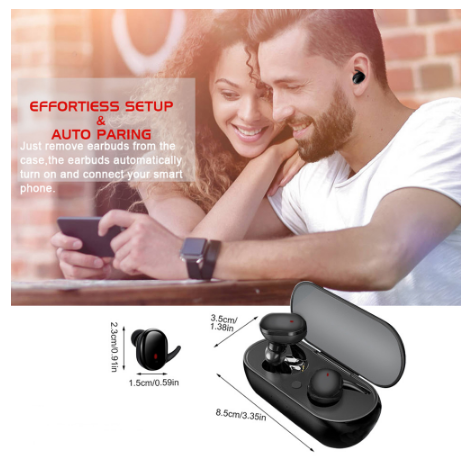 EFFORTIESS SETUP
&
AUTO PARING
Just remove earbuds from the
case,the earbuds automatically
turn on and connect your smart
phone.
3.5cm/
1.38in
2.3cm/0.91in
1.5cm/0.59in
8.5cm/3.35in